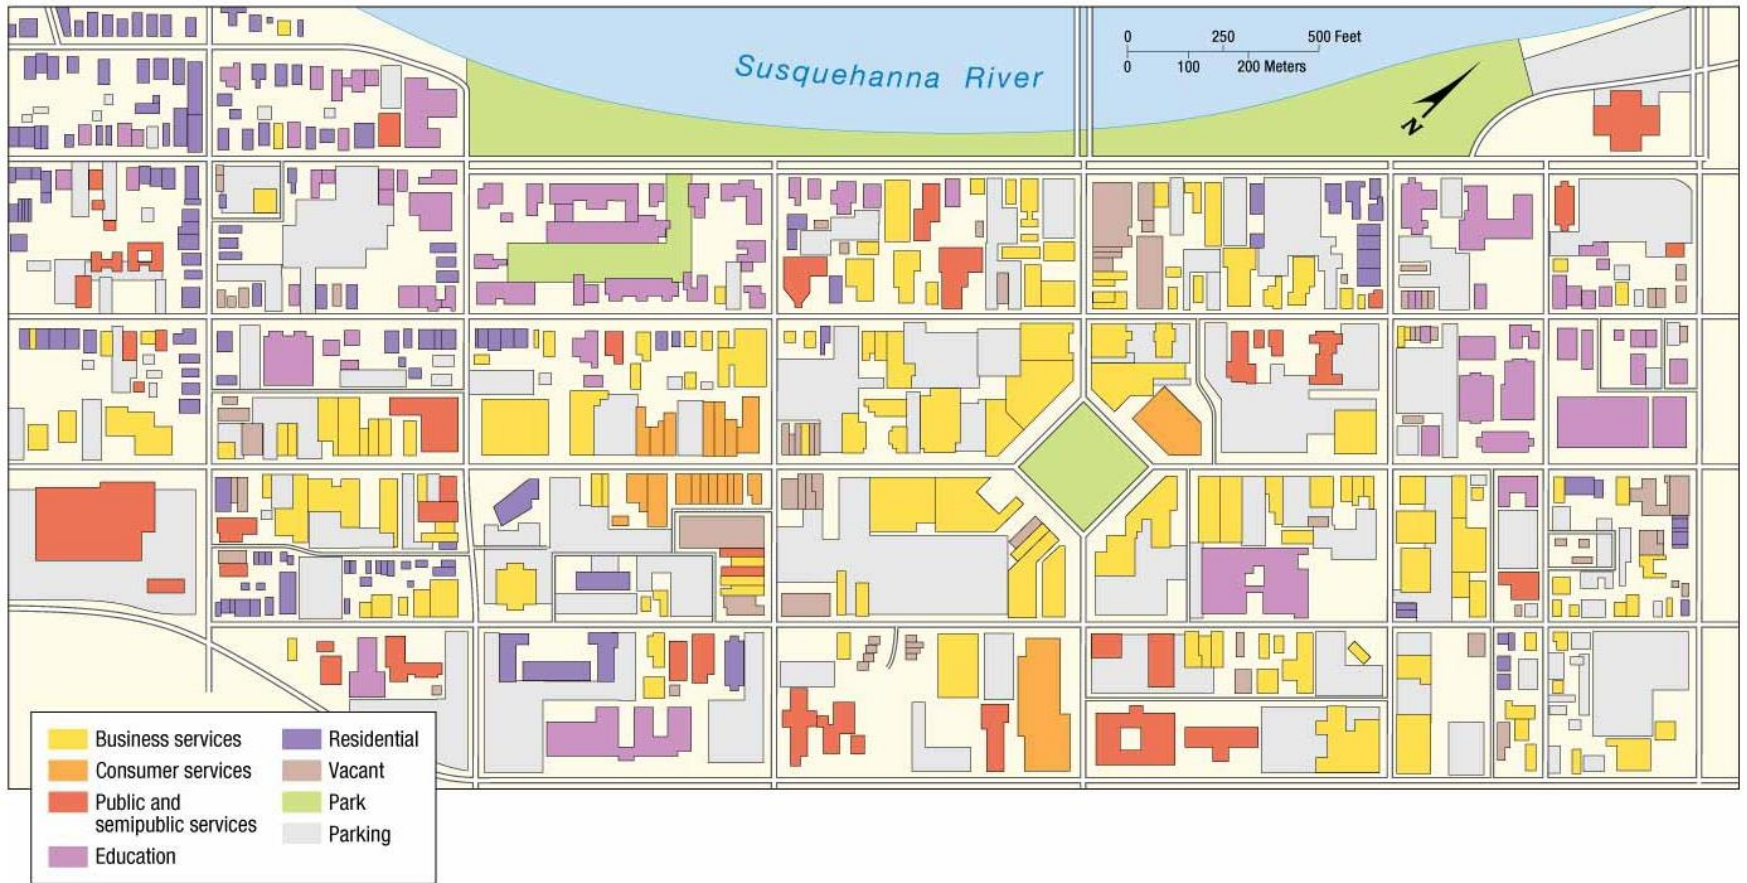 Susquehanna River
0 250 500 Feet
0 100 200 Meters
N
Business services
Consumer services
Public and
semipublic services
Education
Residential
Vacant
Park
Parking